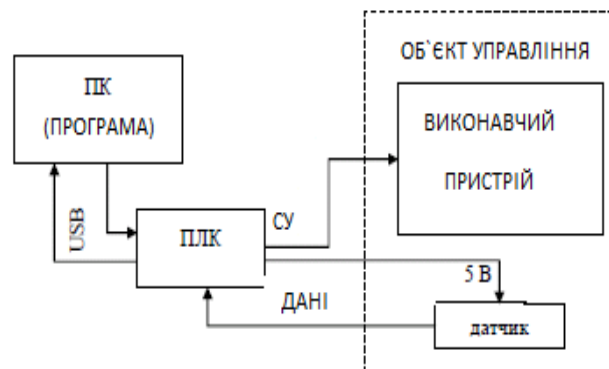 ОБ`ЄКТ УПРАВЛІННЯ
ПК
(ПРОГРАМА)
ВИКОНАВЧИЙ
ПРИСТРІЙ
USB
ПЛК
СУ
5 В
ДАНІ
датчик